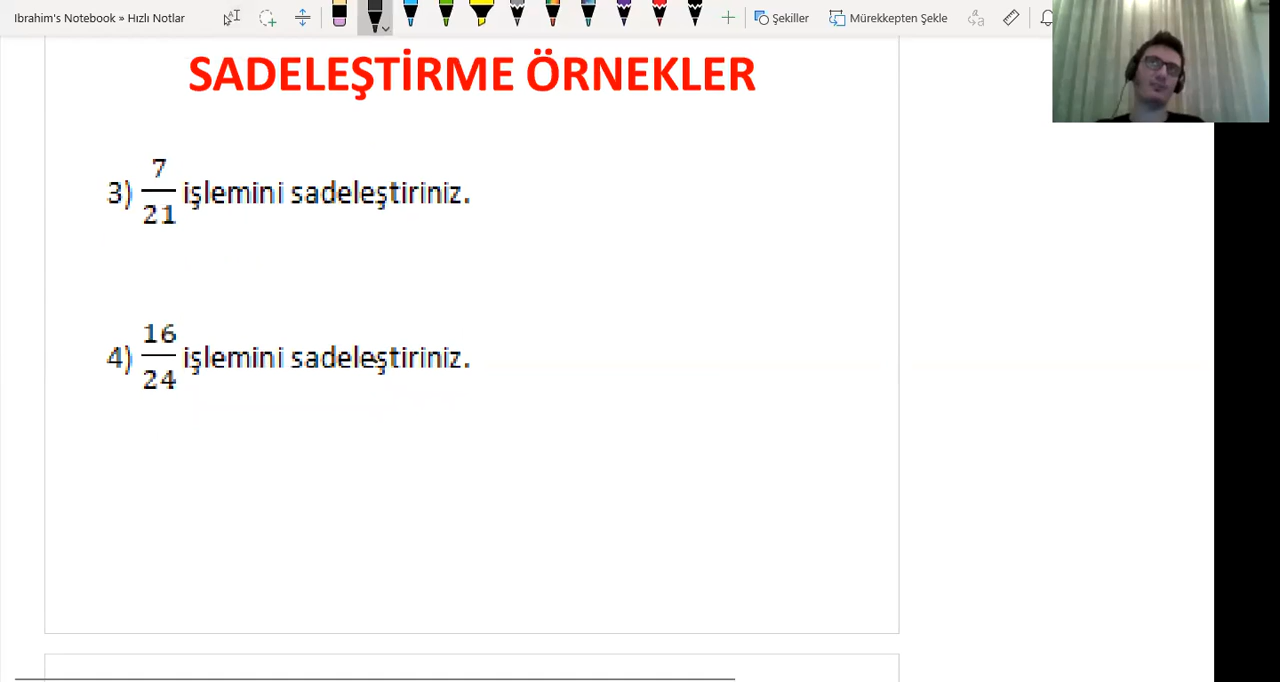 Ibrahim's Notebook » Hızlı Notlar
Şekiller
Mürekkepten Şekle
SADELEŞTİRME ÖRNEKLER
3) 7/21 işlemini sadeleştiriniz.
4) 16/24 işlemini sadeleştiriniz.